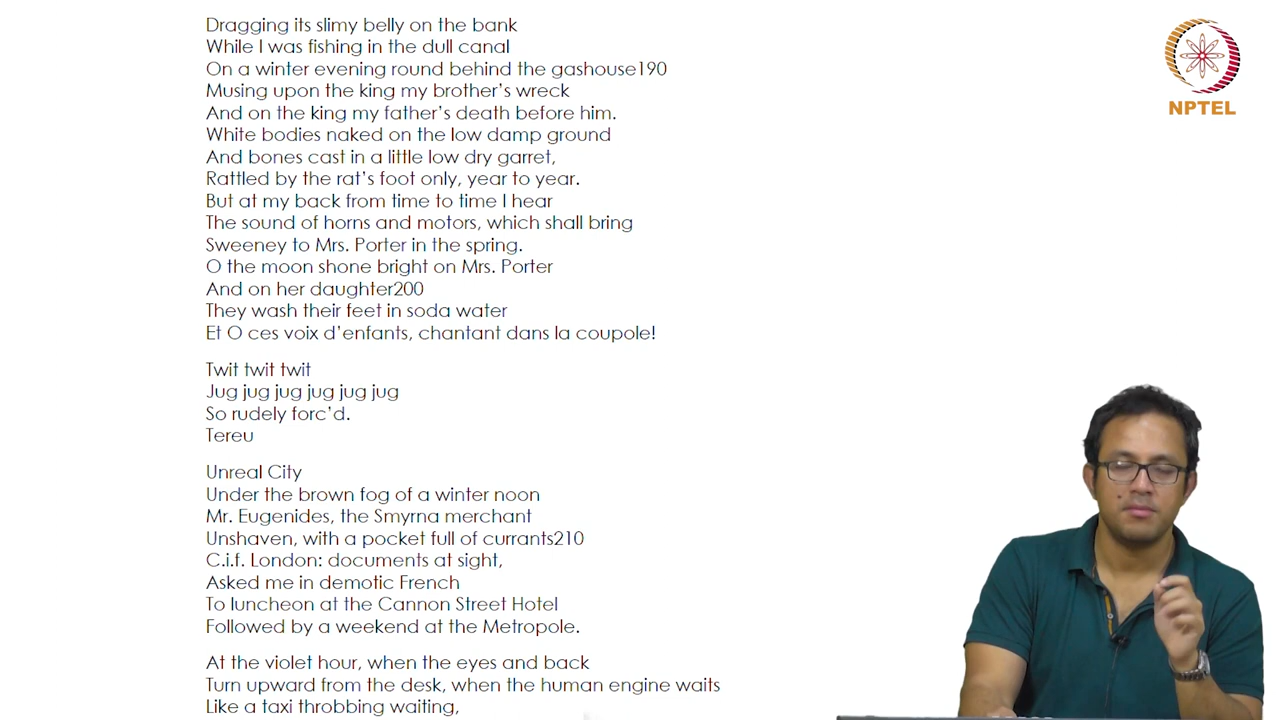 Dragging its slimy belly on the bank
While I was fishing in the dull canal
On a winter evening round behind the gashouse190
Musing upon the king my brother's wreck
And on the king my father's death before him.
White bodies naked on the low damp ground
And bones cast in a little low dry garret,
Rattled by the rat's foot only, year to year.
But at my back from time to time I hear
The sound of horns and motors, which shall bring
Sweeney to Mrs. Porter in the spring.
O the moon shone bright on Mrs. Porter
And on her daughter200
They wash their feet in soda water
Et O ces voix d'enfants, chantant dans la coupole!
Twit twit twit
Jug jug jug jug jug jug
So rudely forc'd.
Tereu
Unreal City
Under the brown fog of a winter noon
Mr. Eugenides, the Smyrna merchant
Unshaven, with a pocket full of currants210
C.i.f. London: documents at sight,
Asked me in demotic French
To luncheon at the Cannon Street Hotel
Followed by a weekend at the Metropole.
At the violet hour, when the eyes and back
Turn upward from the desk, when the human engine waits
Like a taxi throbbing waiting,
NPTEL